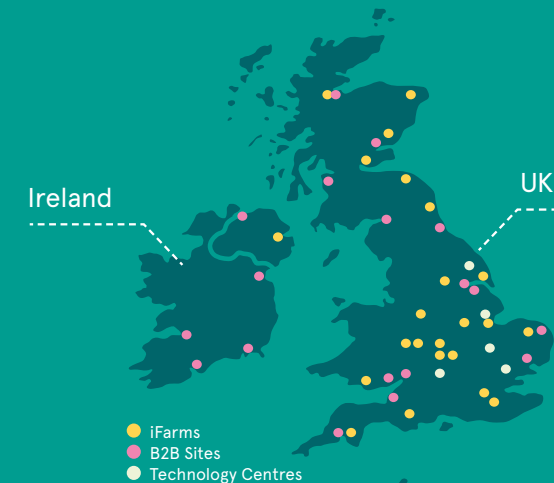 UK
Ireland
iFarms
B2B Sites
Technology Centres